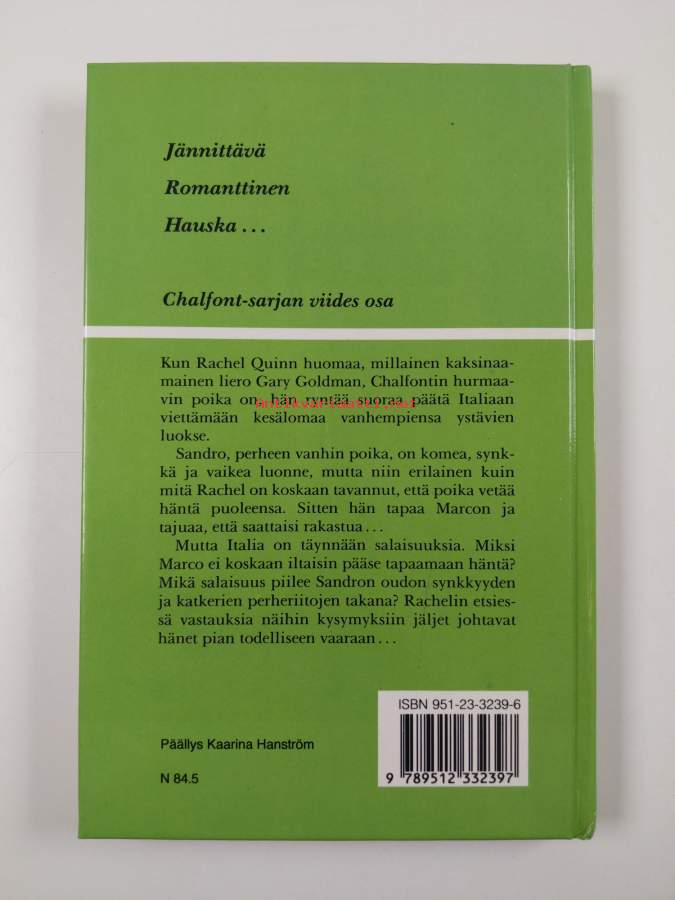 Jännittävä
Romanttinen
Hauska ...
Chalfont-sarjan viides osa
Kun Rachel Quinn huomaa, millainen kaksinaa-
mainen liero Gary Goldman, Chalfontin hurmaa-
vin poika on, hän ryntää suoraa päätä Italiaan
antikvariaatti.net
viettämään kesälomaa vanhempiensa ystävien
luokse.
Sandro, perheen vanhin poika, on komea, synk-
kä ja vaikea luonne, mutta niin erilainen kuin
mitä Rachel on koskaan tavannut, että poika vetää
häntä puoleensa. Sitten hän tapaa Marcon ja
tajuaa, että saattaisi rakastua ...
Mutta Italia on täynnään salaisuuksia. Miksi
Marco ei koskaan iltaisin pääse tapaamaan häntä?
Mikä salaisuus piilee Sandron oudon synkkyyden
ja katkerien perheriitojen takana? Rachelin etsies-
sä vastauksia näihin kysymyksiin jäljet johtavat
hänet pian todelliseen vaaraan ...
ISBN 951-23-3239-6
9 789512 332397
Päällys Kaarina Hanström
N 84.5